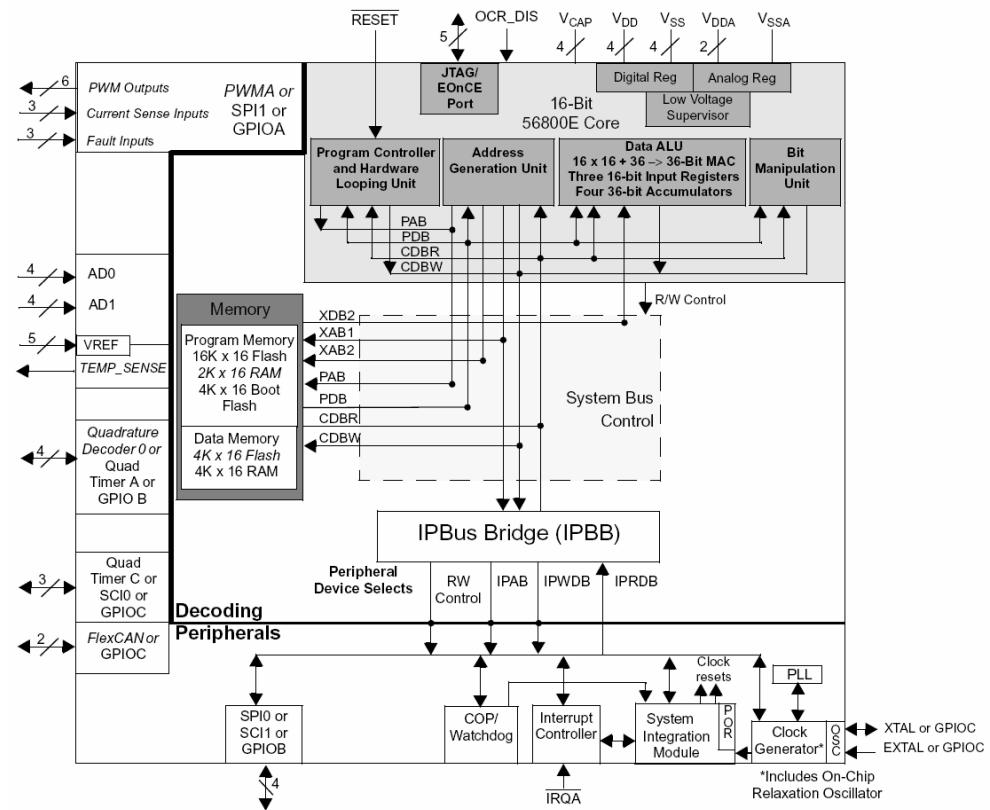 RESET
OCR_DIS
V_CAP
V_DD
V_SS
V_DDA
V_SSA
5
4
4
4
2
6
PWM Outputs
3
Current Sense Inputs
3
Fault Inputs
PWMA or
SPI1 or
GPIOA
JTAG/
EOnCE
Port
Digital Reg
Analog Reg
Low Voltage
Supervisor
16-Bit
56800E Core
Program Controller
and Hardware
Looping Unit
Address
Generation Unit
Data ALU
16 x 16 + 36 –> 36-Bit MAC
Three 16-bit Input Registers
Four 36-bit Accumulators
Bit
Manipulation
Unit
PAB
PDB
CDBR
CDBW
4
AD0
4
AD1
5
VREF
TEMP_SENSE
R/W Control
Memory
Program Memory
16K x 16 Flash
2K x 16 RAM
4K x 16 Boot
Flash
Data Memory
4K x 16 Flash
4K x 16 RAM
XDB2
XAB1
XAB2
PAB
PDB
CDBR
CDBW
System Bus
Control
4
Quadrature
Decoder 0 or
Quad
Timer A or
GPIO B
IPBus Bridge (IPBB)
3
Quad
Timer C or
SCI0 or
GPIOC
Peripheral
Device Selects
RW
Control
IPAB
IPWDB
IPRDB
Decoding
Peripherals
2
FlexCAN or
GPIOC
Clock
resets
PLL
SPI0 or
SCI1 or
GPIOB
COP/
Watchdog
Interrupt
Controller
System
Integration
Module
POR
Clock
Generator*
OSC
XTAL or GPIOC
EXTAL or GPIOC
4
IRQA
*Includes On-Chip
Relaxation Oscillator